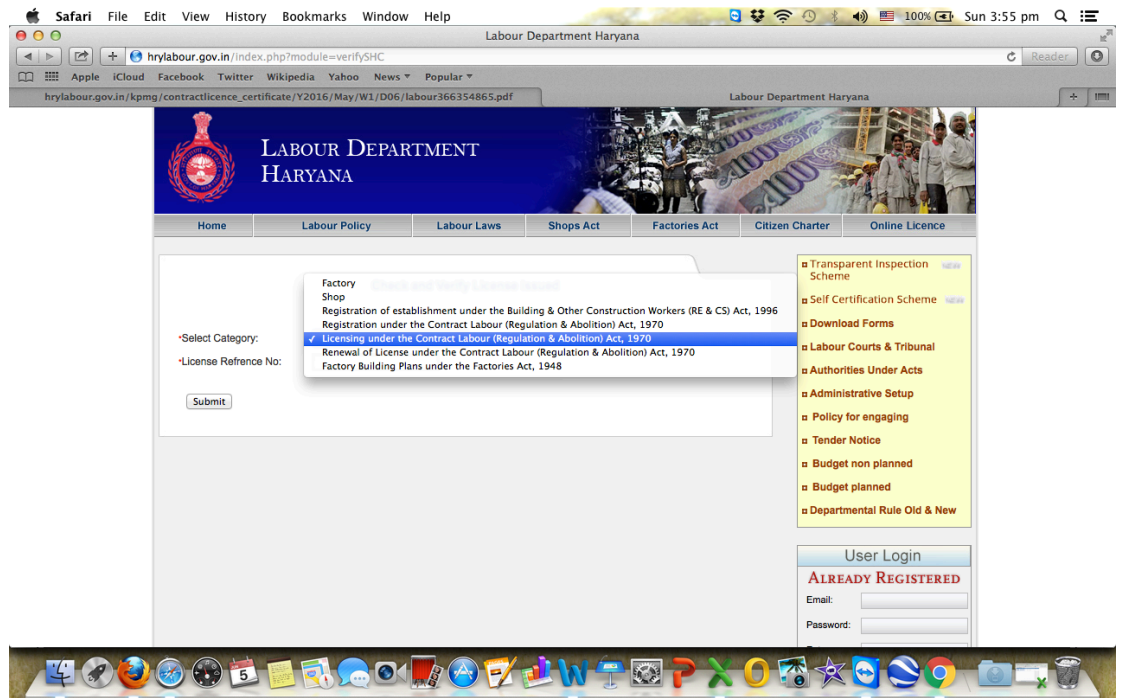 Safari File Edit View History Bookmarks Window Help 100% Sun 3:55 pm
Labour Department Haryana
hrylabour.gov.in/index.php?module=verifySHC Reader
Apple iCloud Facebook Twitter Wikipedia Yahoo News Popular
hrylabour.gov.in/kpmg/contractlicence_certificate/Y2016/May/W1/D06/labour366354865.pdf Labour Department Haryana
LABOUR DEPARTMENT
HARYANA
Home Labour Policy Labour Laws Shops Act Factories Act Citizen Charter Online Licence
Check and Verify License Issued
Factory
Shop
Registration of establishment under the Building & Other Construction Workers (RE & CS) Act, 1996
Registration under the Contract Labour (Regulation & Abolition) Act, 1970
*Select Category:
✓ Licensing under the Contract Labour (Regulation & Abolition) Act, 1970
Renewal of License under the Contract Labour (Regulation & Abolition) Act, 1970
*License Refrence No:
Factory Building Plans under the Factories Act, 1948
Submit
Transparent Inspection NEW
Scheme
Self Certification Scheme NEW
Download Forms
Labour Courts & Tribunal
Authorities Under Acts
Administrative Setup
Policy for engaging
Tender Notice
Budget non planned
Budget planned
Departmental Rule Old & New
User Login
ALREADY REGISTERED
Email:
Password:
5